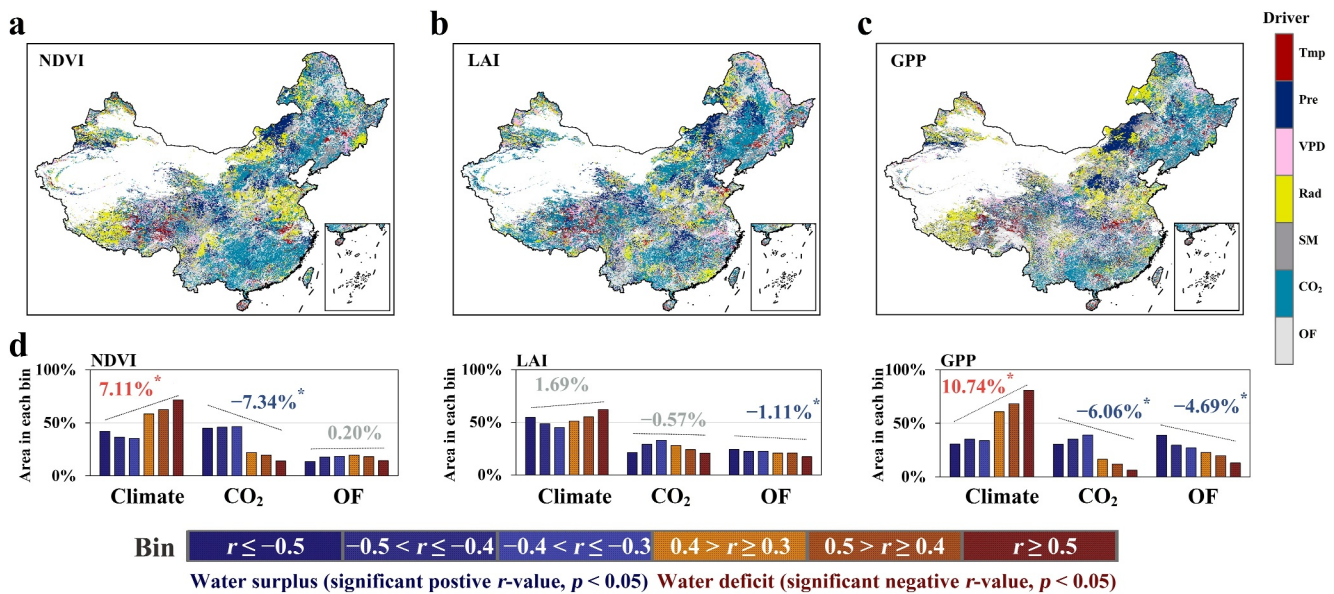 a
NDVI
b
LAI
c
GPP
Driver
Tmp
Pre
VPD
Rad
SM
CO₂
OF
d
NDVI
Area in each bin
100%
50%
0%
7.11%*
−7.34%*
0.20%
Climate
CO₂
OF
LAI
Area in each bin
100%
50%
0%
1.69%
−0.57%
−1.11%*
Climate
CO₂
OF
GPP
Area in each bin
100%
50%
0%
10.74%*
−6.06%*
−4.69%*
Climate
CO₂
OF
Bin
r ≤ −0.5
−0.5 < r ≤ −0.4
−0.4 < r ≤ −0.3
0.4 > r ≥ 0.3
0.5 > r ≥ 0.4
r ≥ 0.5
Water surplus (significant postive r-value, p < 0.05)
Water deficit (significant negative r-value, p < 0.05)